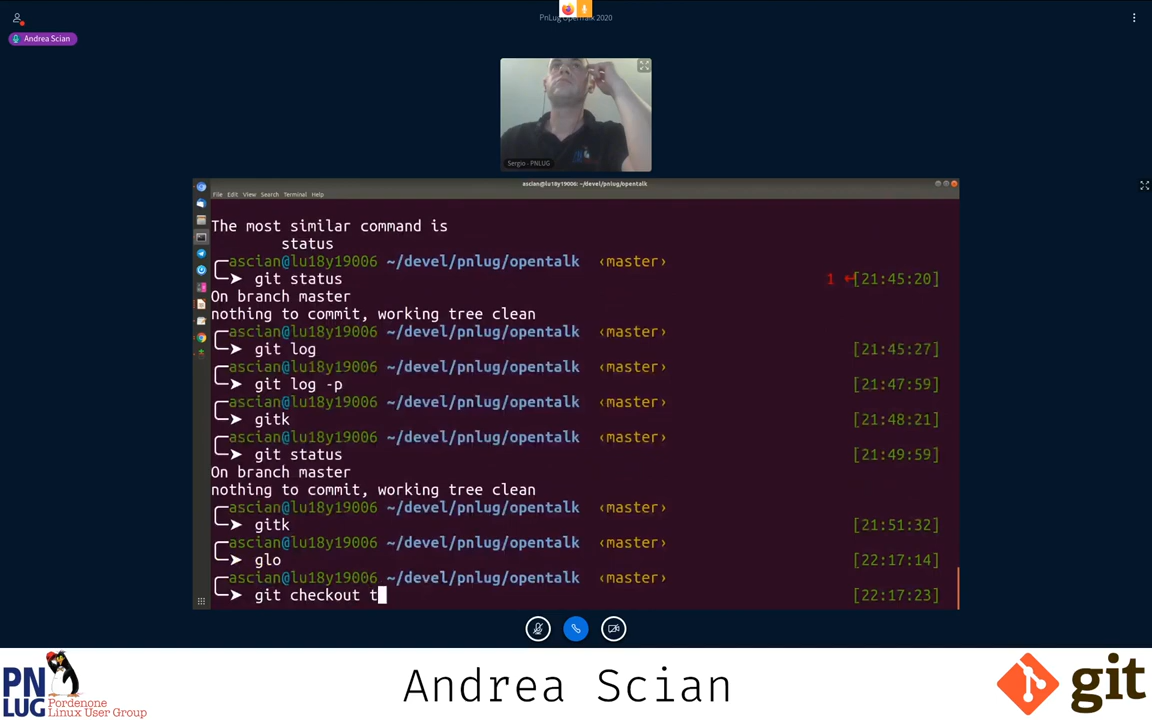 PnLug OpenTalk 2020
Andrea Scian
Sergio - PNLUG
ascian@lu18y19006: ~/devel/pnlug/opentalk
File Edit View Search Terminal Help
The most similar command is
status
ascian@lu18y19006 ~/devel/pnlug/opentalk ‹master›
git status 1 ↵ [21:45:20]
On branch master
nothing to commit, working tree clean
ascian@lu18y19006 ~/devel/pnlug/opentalk ‹master›
git log [21:45:27]
ascian@lu18y19006 ~/devel/pnlug/opentalk ‹master›
git log -p [21:47:59]
ascian@lu18y19006 ~/devel/pnlug/opentalk ‹master›
gitk [21:48:21]
ascian@lu18y19006 ~/devel/pnlug/opentalk ‹master›
git status [21:49:59]
On branch master
nothing to commit, working tree clean
ascian@lu18y19006 ~/devel/pnlug/opentalk ‹master›
gitk [21:51:32]
ascian@lu18y19006 ~/devel/pnlug/opentalk ‹master›
glo [22:17:14]
ascian@lu18y19006 ~/devel/pnlug/opentalk ‹master›
git checkout t [22:17:23]
PN
LUG
Pordenone
Linux User Group
Andrea Scian
git